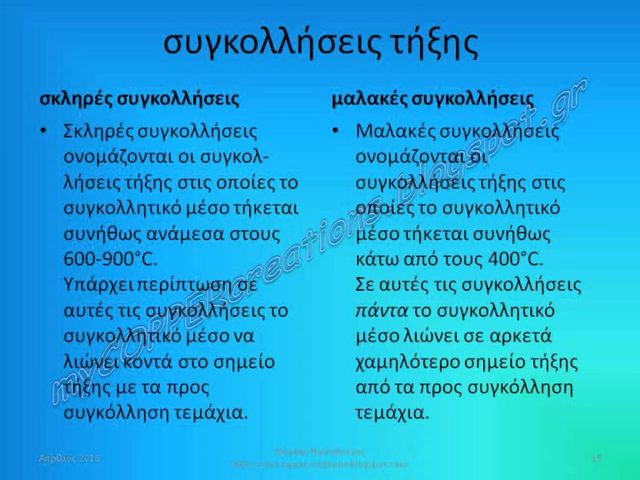 συγκολλήσεις τήξης
σκληρές συγκολλήσεις
• Σκληρές συγκολλήσεις
ονομάζονται οι συγκολ-
λήσεις τήξης στις οποίες το
συγκολλητικό μέσο τήκεται
συνήθως ανάμεσα στους
600-900°C.
Υπάρχει περίπτωση σε
αυτές τις συγκολλήσεις το
συγκολλητικό μέσο να
λιώνει κοντά στο σημείο
τήξης με τα προς
συγκόλληση τεμάχια.
μαλακές συγκολλήσεις
• Μαλακές συγκολλήσεις
ονομάζονται οι
συγκολλήσεις τήξης στις
οποίες το συγκολλητικό
μέσο τήκεται συνήθως
κάτω από τους 400°C.
Σε αυτές τις συγκολλήσεις
πάντα το συγκολλητικό
μέσο λιώνει σε αρκετά
χαμηλότερο σημείο τήξης
από τα προς συγκόλληση
τεμάχια.
myCOPPERcreations.blogspot.gr
Απρίλιος 2016